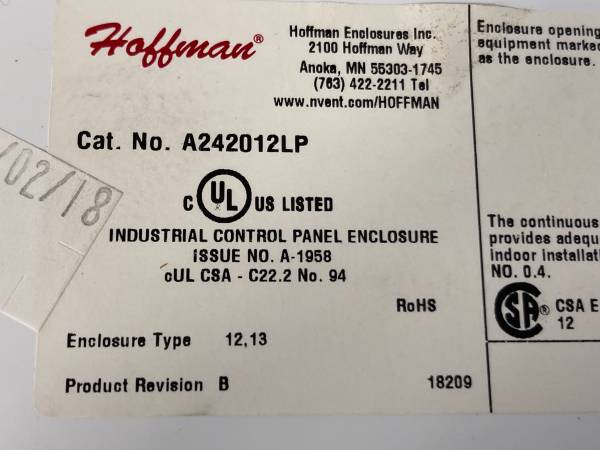 Hoffman®
Hoffman Enclosures Inc.
2100 Hoffman Way
Anoka, MN 55303-1745
(763) 422-2211 Tel
www.nvent.com/HOFFMAN
Cat. No. A242012LP
C UL US LISTED
INDUSTRIAL CONTROL PANEL ENCLOSURE
ISSUE NO. A-1958
cUL CSA - C22.2 No. 94
RoHS
Enclosure Type 12,13
Product Revision B
18209
/02/18
Enclosure opening
equipment marked
as the enclosure.
The continuous
provides adequ
indoor installat
NO. 0.4.
SA® CSA E
12